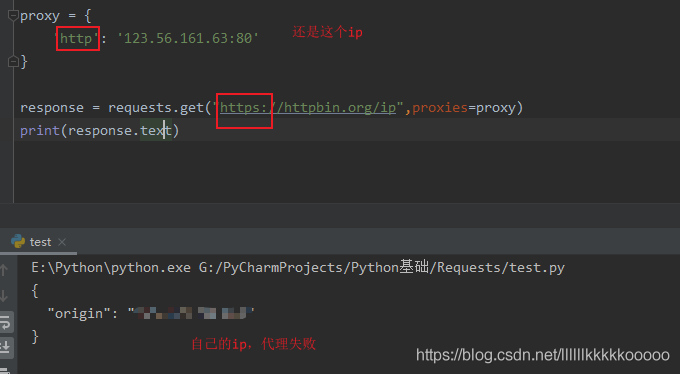 proxy = {
'http': '123.56.161.63:80' 还是这个ip
}
response = requests.get("https://httpbin.org/ip",proxies=proxy)
print(response.text)
test ×
E:\Python\python.exe G:/PyCharmProjects/Python基础/Requests/test.py
{
"origin": "
}
自己的ip，代理失败
https://blog.csdn.net/llllllkkkkkooooo